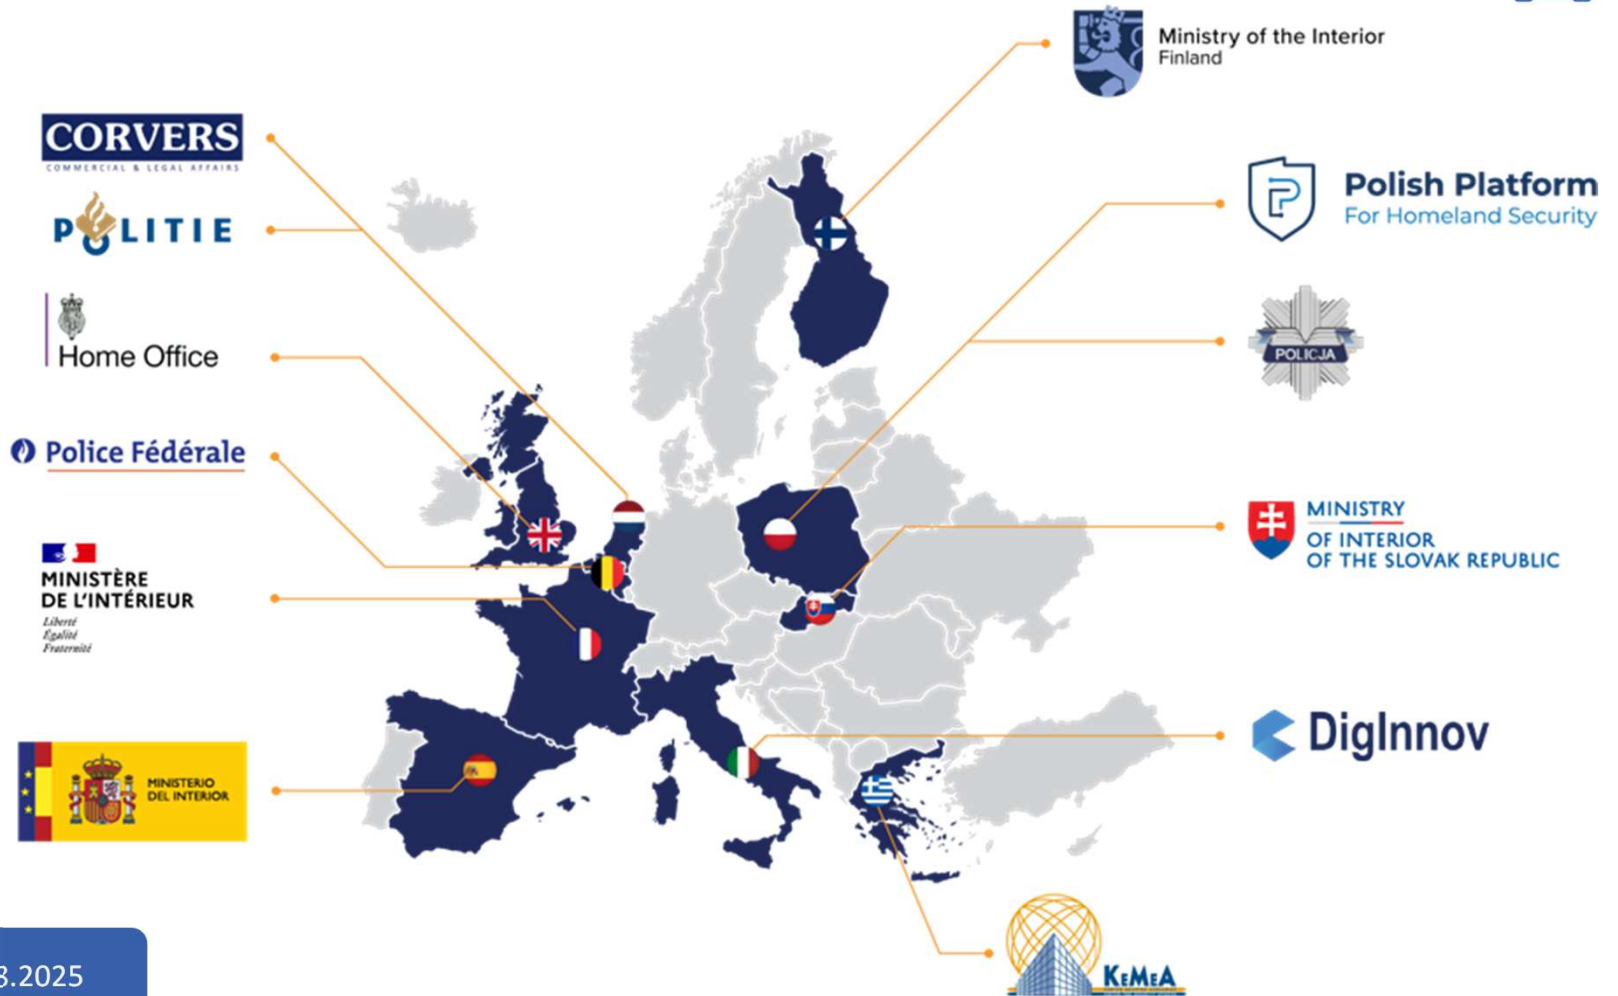 Ministry of the Interior
Finland
CORVERS
COMMERCIAL & LEGAL AFFAIRS
POLITIE
Home Office
Police Fédérale
MINISTÈRE
DE L'INTÉRIEUR
Liberté
Égalité
Fraternité
MINISTERIO
DEL INTERIOR
Polish Platform
For Homeland Security
POLICJA
MINISTRY
OF INTERIOR
OF THE SLOVAK REPUBLIC
DigInnov
KEMEA
8.2025